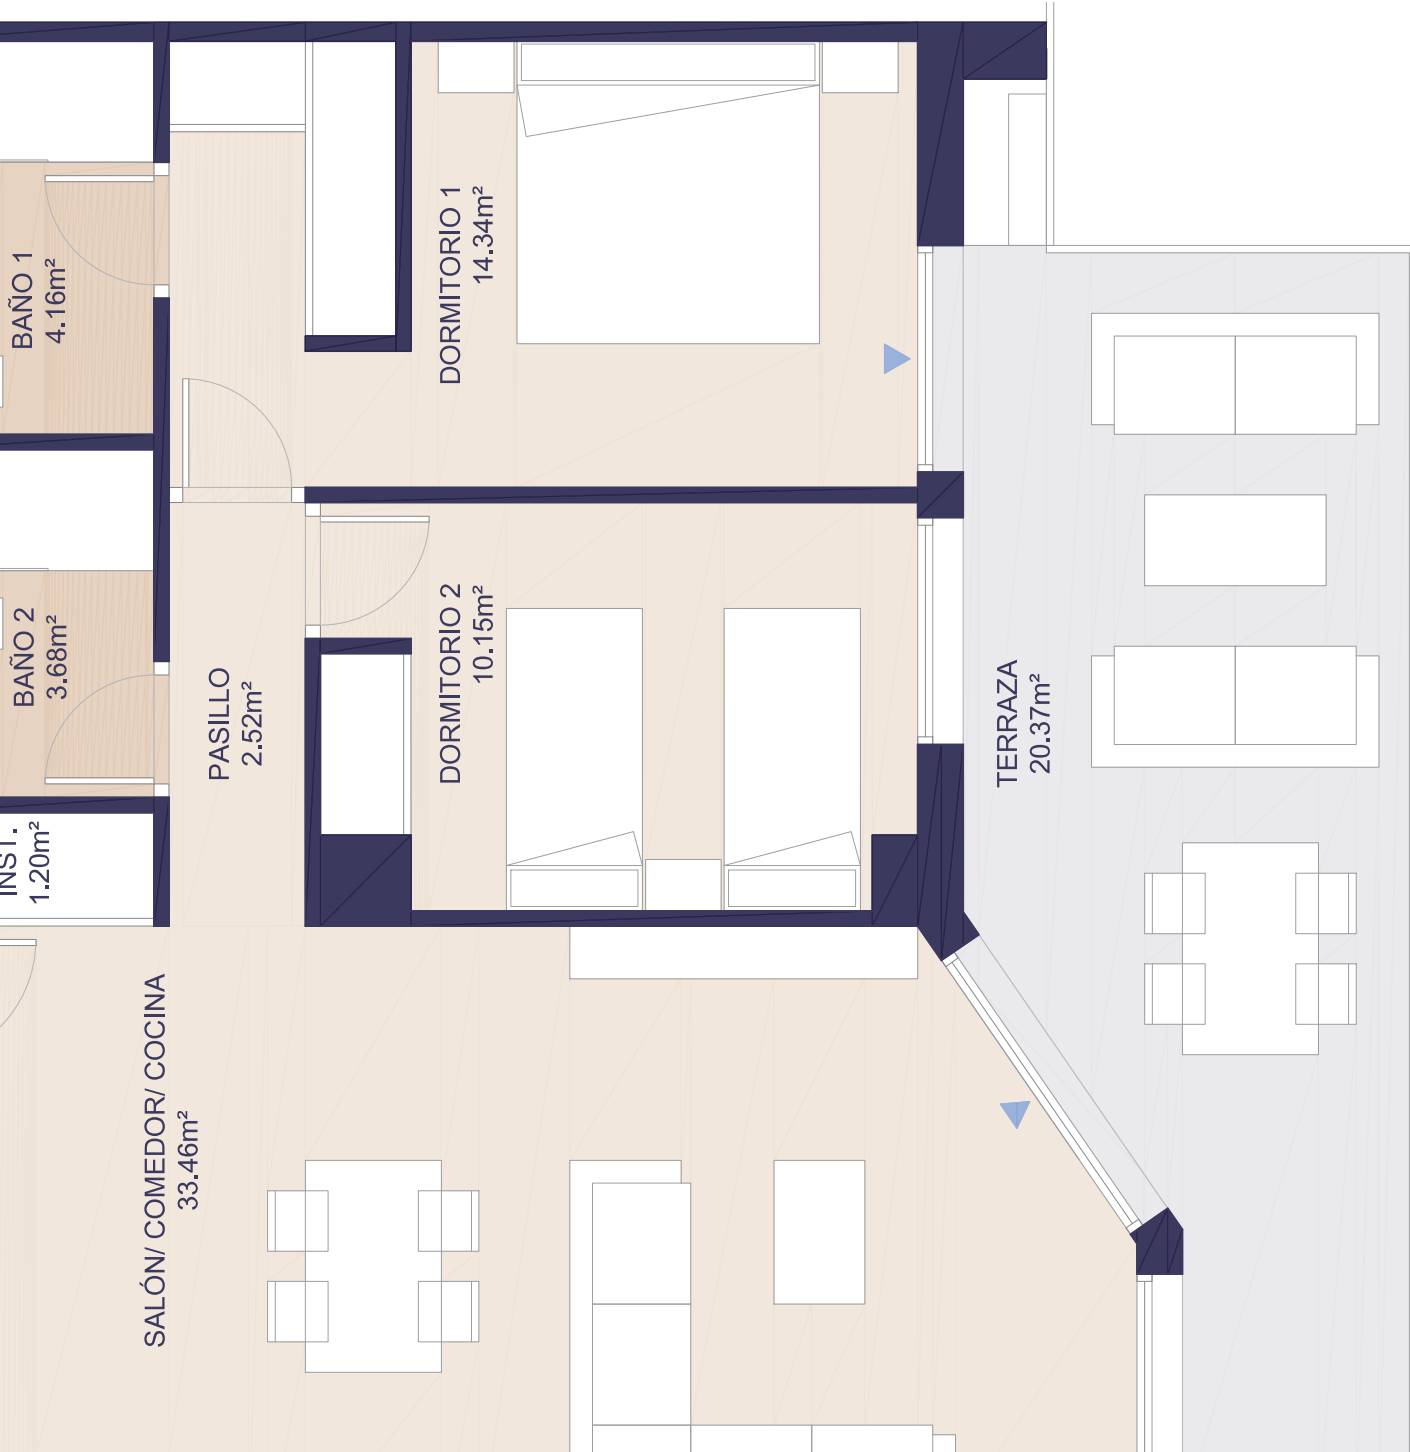 BAÑO 1
4.16m²
DORMITORIO 1
14.34m²
BAÑO 2
3.68m²
PASILLO
2.52m²
DORMITORIO 2
10.15m²
TERRAZA
20.37m²
INST.
1.20m²
SALÓN/ COMEDOR/ COCINA
33.46m²